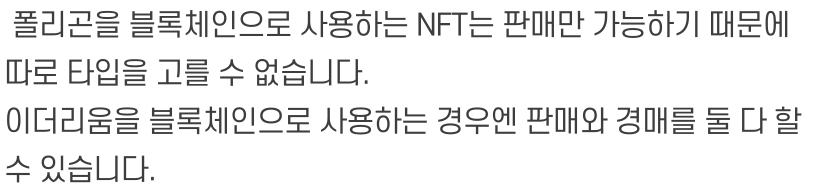 폴리곤을 블록체인으로 사용하는 NFT는 판매만 가능하기 때문에
따로 타입을 고를 수 없습니다.
이더리움을 블록체인으로 사용하는 경우엔 판매와 경매를 둘 다 할
수 있습니다.